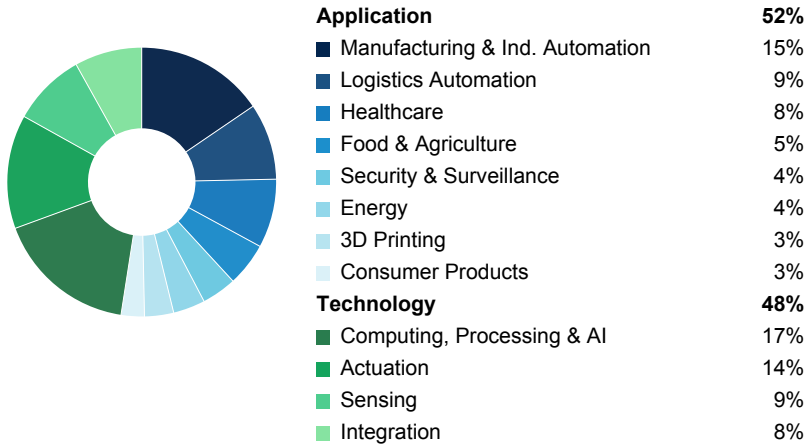 Application 52%
Manufacturing & Ind. Automation 15%
Logistics Automation 9%
Healthcare 8%
Food & Agriculture 5%
Security & Surveillance 4%
Energy 4%
3D Printing 3%
Consumer Products 3%
Technology 48%
Computing, Processing & AI 17%
Actuation 14%
Sensing 9%
Integration 8%